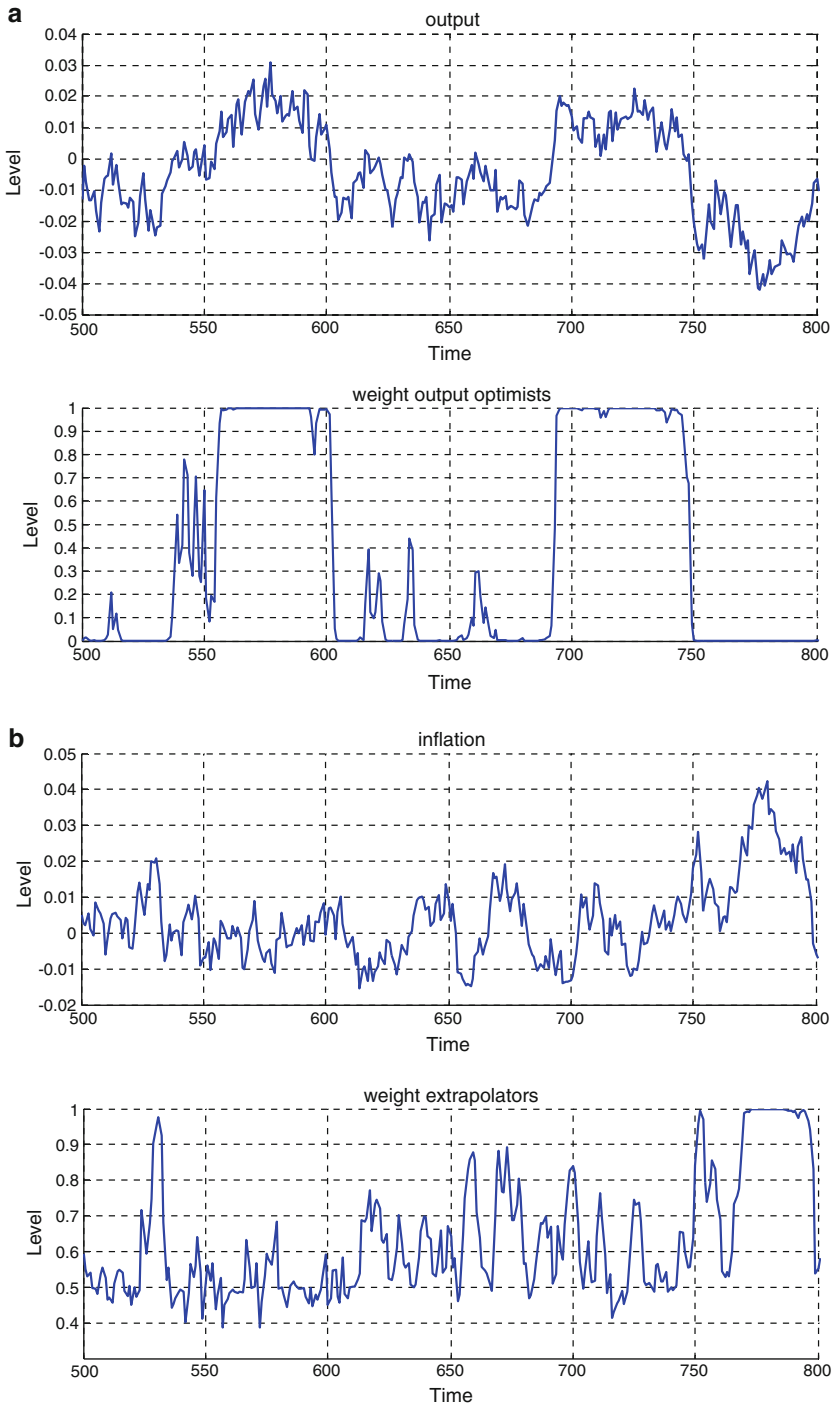 a
output
0.04
0.03
0.02
0.01
0
-0.01
-0.02
-0.03
-0.04
-0.05
Level
500 550 600 650 700 750 800
Time
weight output optimists
1
0.9
0.8
0.7
0.6
0.5
0.4
0.3
0.2
0.1
0
Level
500 550 600 650 700 750 800
Time
b
inflation
0.05
0.04
0.03
0.02
0.01
0
-0.01
-0.02
Level
500 550 600 650 700 750 800
Time
weight extrapolators
1
0.9
0.8
0.7
0.6
0.5
0.4
Level
500 550 600 650 700 750 800
Time